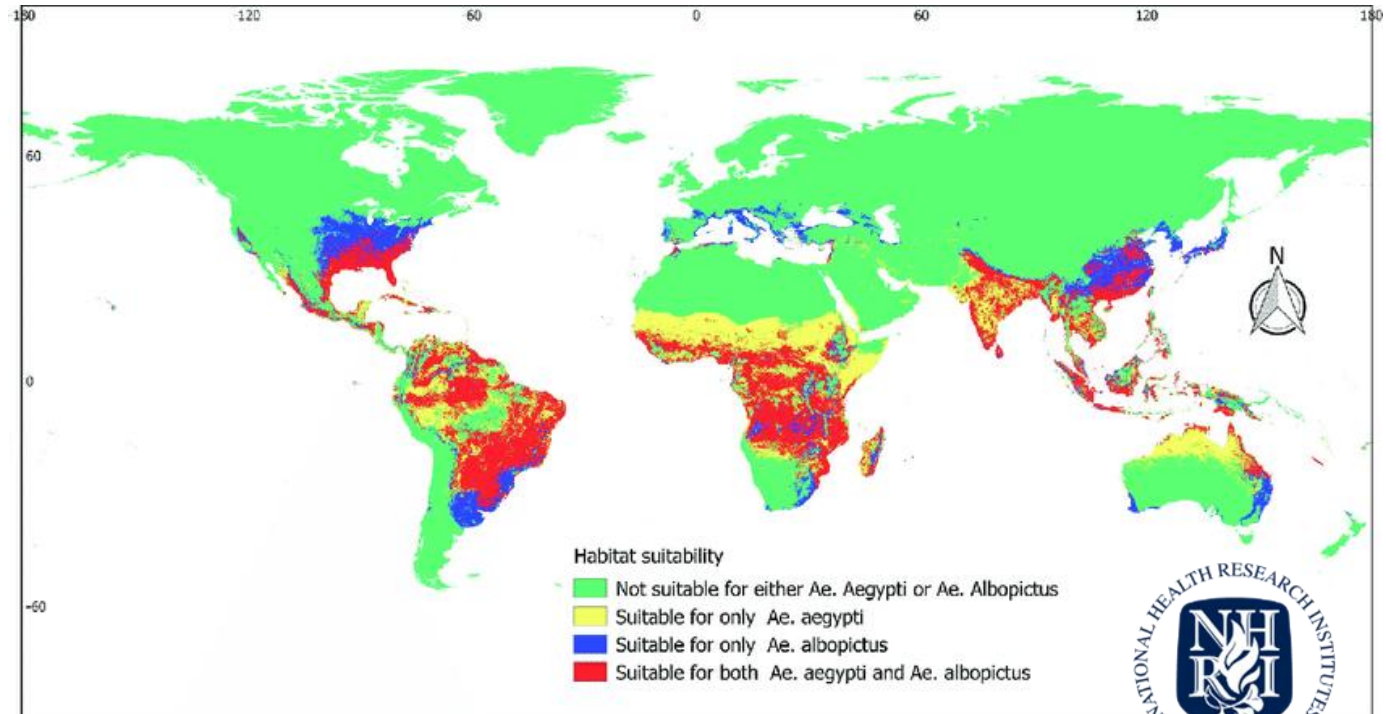 -180 -120 -60 0 60 120 180
60
N
0
-60
Habitat suitability
Not suitable for either Ae. Aegypti or Ae. Albopictus
Suitable for only Ae. aegypti
Suitable for only Ae. albopictus
Suitable for both Ae. aegypti and Ae. albopictus
NATIONAL HEALTH RESEARCH INSTITUTES
NH
RI